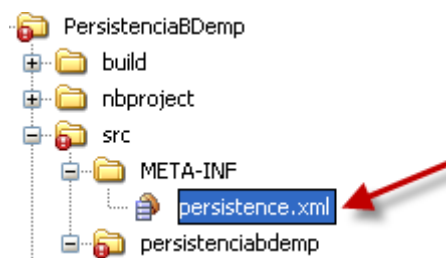 PersistenciaBDemp
build
nbproject
src
META-INF
persistence.xml
persistenciabdemp